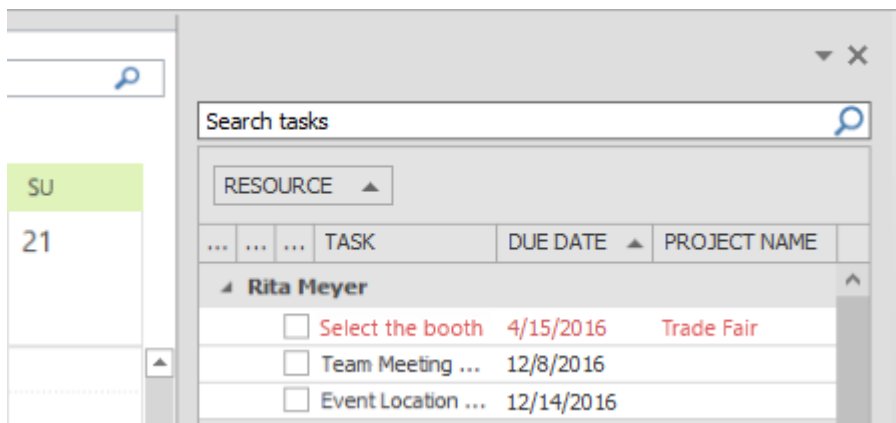 Search tasks
SU
RESOURCE
21
... ... ... TASK DUE DATE PROJECT NAME
Rita Meyer
Select the booth 4/15/2016 Trade Fair
Team Meeting ... 12/8/2016
Event Location ... 12/14/2016